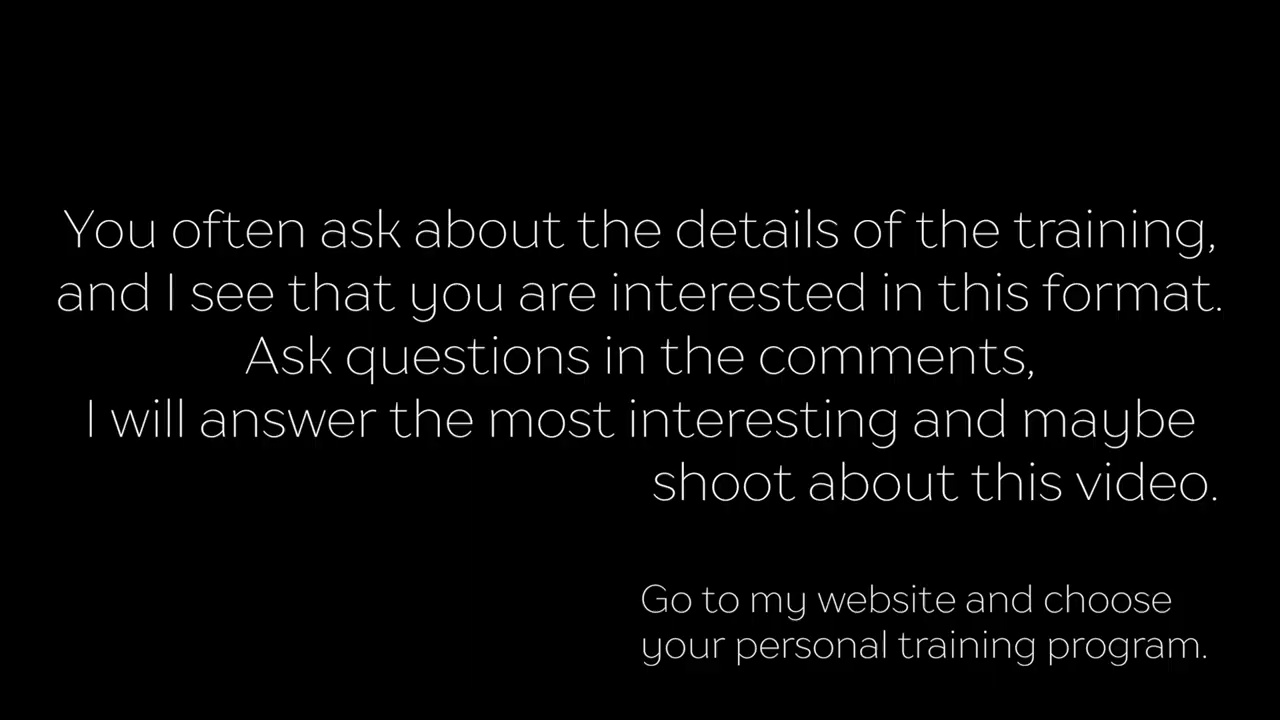 You often ask about the details of the training,
and I see that you are interested in this format.
Ask questions in the comments,
I will answer the most interesting and maybe
shoot about this video.
Go to my website and choose
your personal training program.